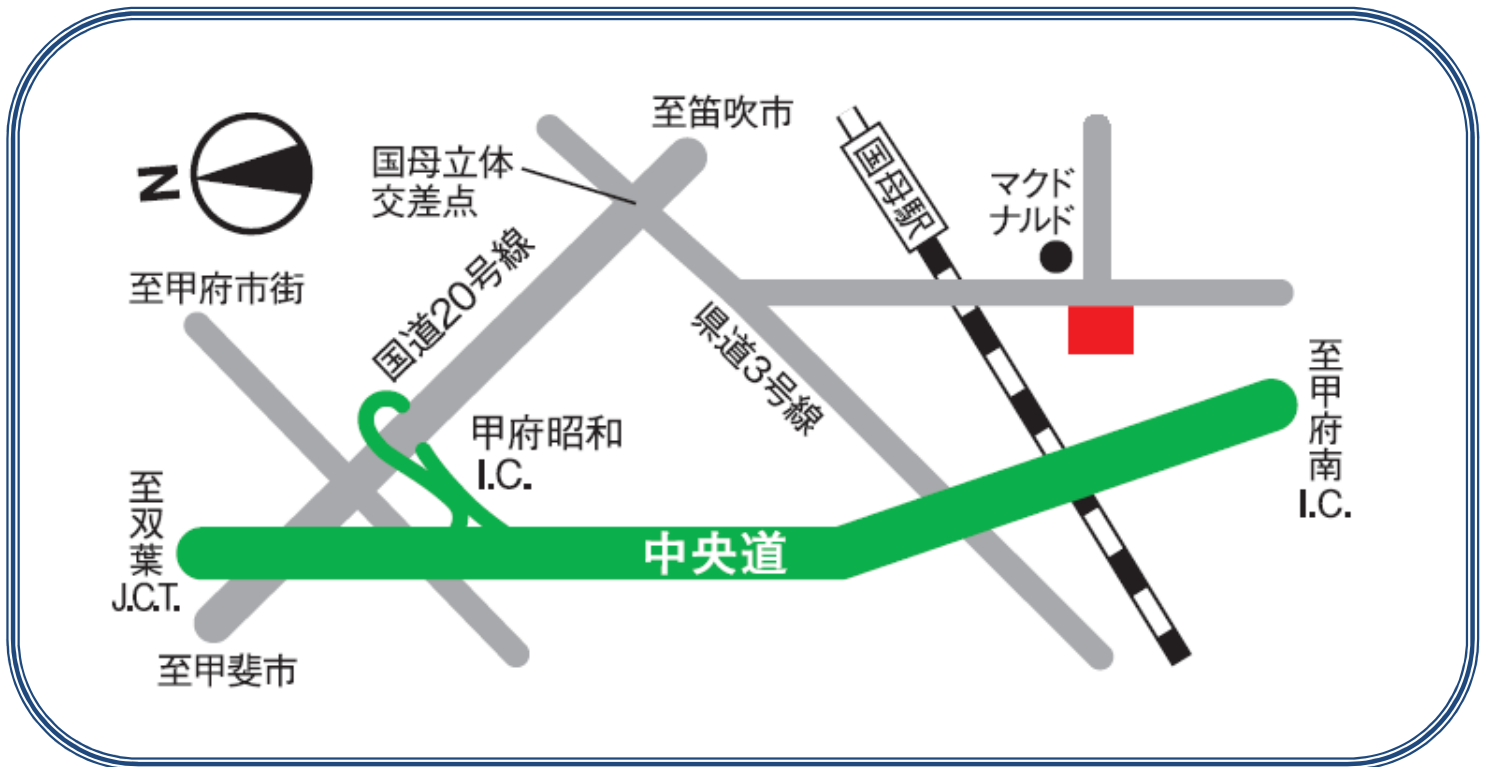 至笛吹市
国母立体
交差点
N
国母駅
マクド
ナルド
至甲府市街
国道20号線
県道3号線
至甲府南I.C.
甲府昭和
I.C.
至双葉J.C.T.
中央道
至甲斐市